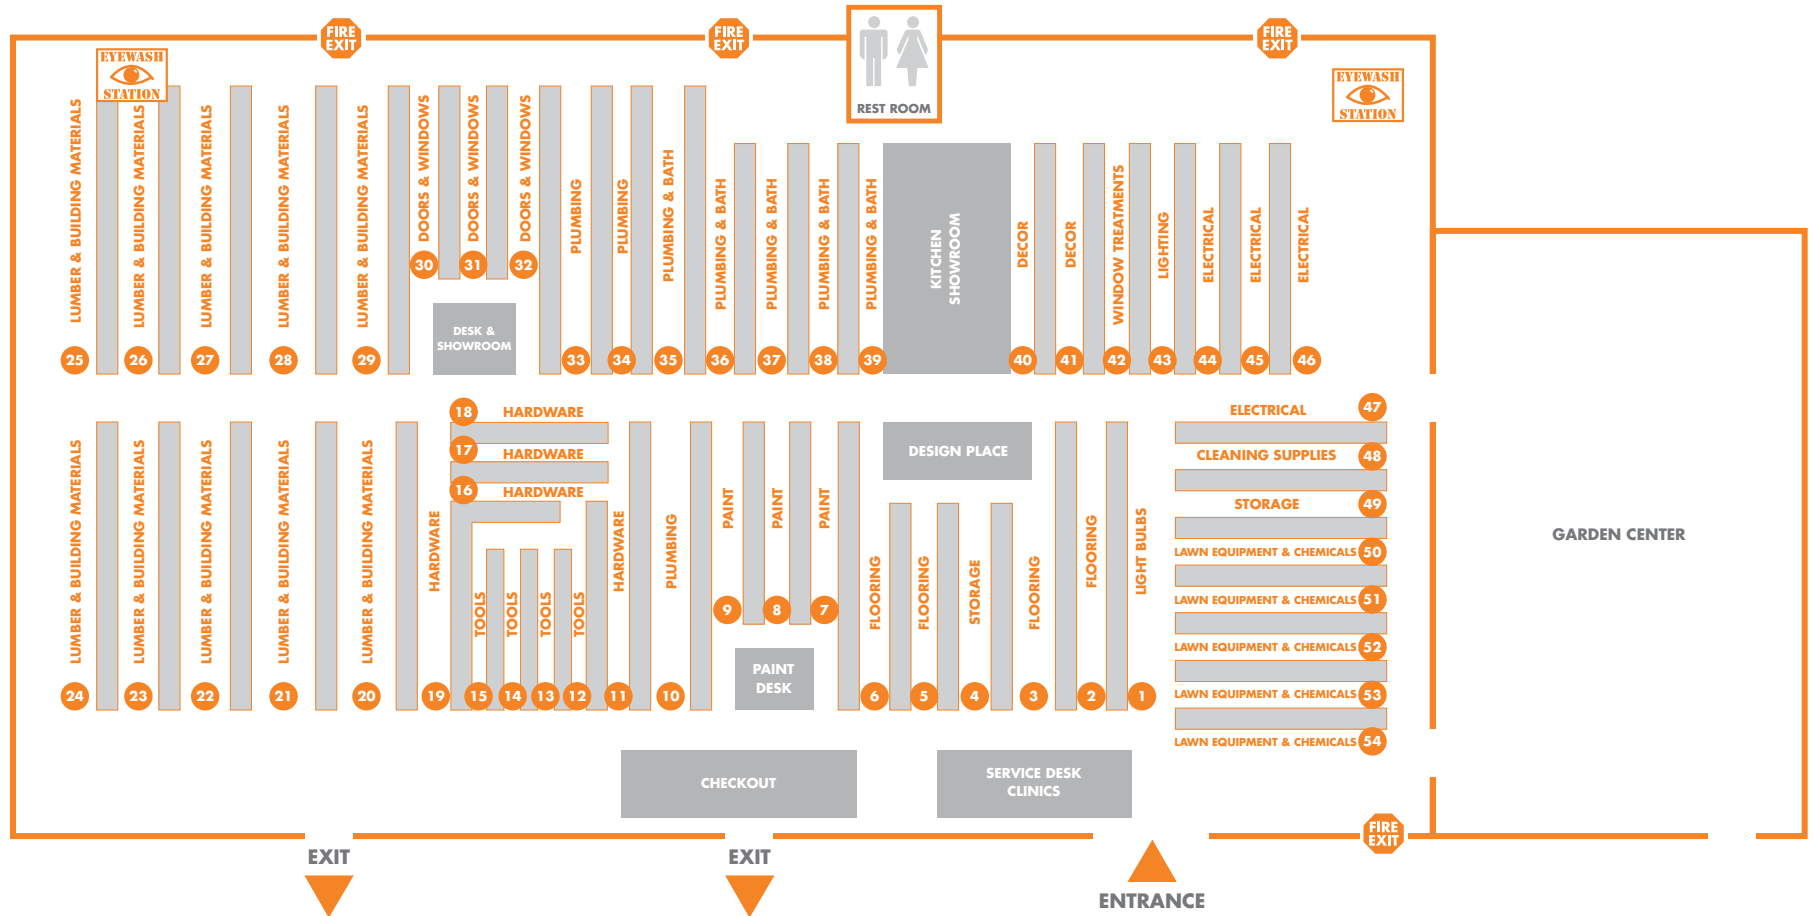 FIRE
EXIT
FIRE
EXIT
FIRE
EXIT
REST ROOM
EYEWASH
STATION
EYEWASH
STATION
LUMBER & BUILDING MATERIALS
25
LUMBER & BUILDING MATERIALS
26
LUMBER & BUILDING MATERIALS
27
LUMBER & BUILDING MATERIALS
28
LUMBER & BUILDING MATERIALS
29
DOORS & WINDOWS
30
DOORS & WINDOWS
31
DOORS & WINDOWS
32
DESK &
SHOWROOM
PLUMBING
33
PLUMBING
34
PLUMBING & BATH
35
PLUMBING & BATH
36
PLUMBING & BATH
37
PLUMBING & BATH
38
PLUMBING & BATH
39
KITCHEN
SHOWROOM
DECOR
40
DECOR
41
WINDOW TREATMENTS
42
LIGHTING
43
ELECTRICAL
44
ELECTRICAL
45
ELECTRICAL
46
LUMBER & BUILDING MATERIALS
24
LUMBER & BUILDING MATERIALS
23
LUMBER & BUILDING MATERIALS
22
LUMBER & BUILDING MATERIALS
21
LUMBER & BUILDING MATERIALS
20
HARDWARE
19
18 HARDWARE
17 HARDWARE
16 HARDWARE
TOOLS
15
TOOLS
14
TOOLS
13
TOOLS
12
HARDWARE
11
PLUMBING
10
PAINT
9
PAINT
8
PAINT
7
PAINT
DESK
FLOORING
6
FLOORING
5
STORAGE
4
FLOORING
3
FLOORING
2
LIGHT BULBS
1
DESIGN PLACE
ELECTRICAL 47
CLEANING SUPPLIES 48
STORAGE 49
LAWN EQUIPMENT & CHEMICALS 50
LAWN EQUIPMENT & CHEMICALS 51
LAWN EQUIPMENT & CHEMICALS 52
LAWN EQUIPMENT & CHEMICALS 53
LAWN EQUIPMENT & CHEMICALS 54
GARDEN CENTER
CHECKOUT
SERVICE DESK
CLINICS
FIRE
EXIT
EXIT
EXIT
ENTRANCE